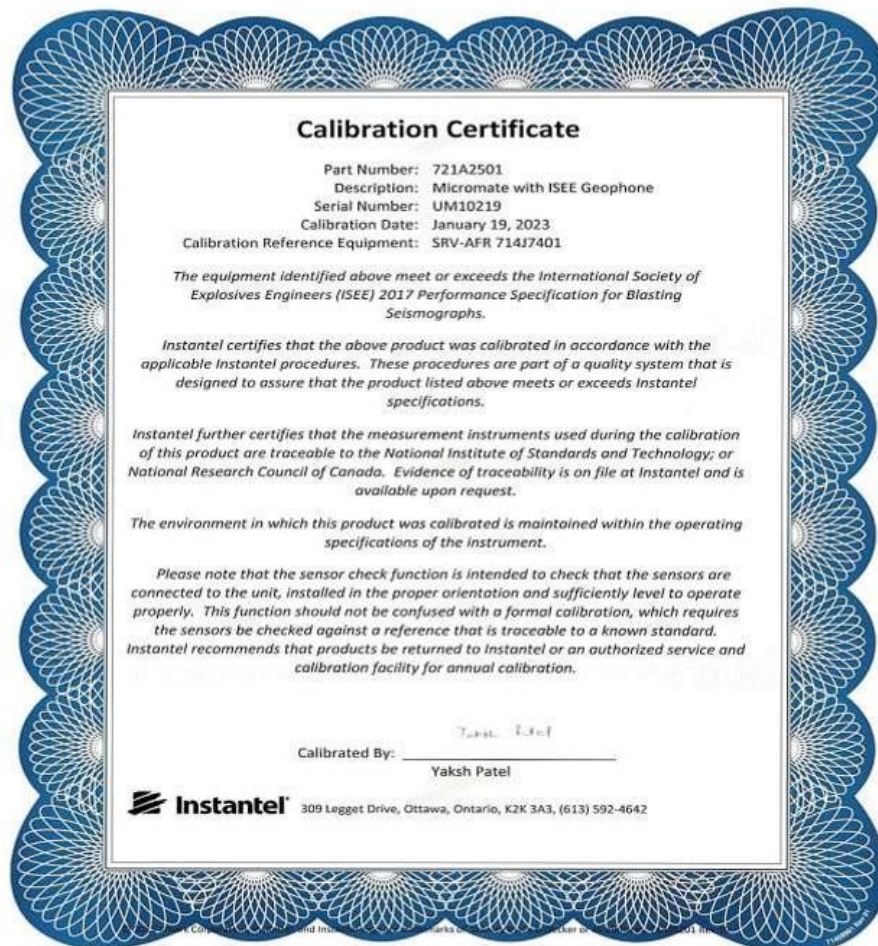 Calibration Certificate
Part Number: 721A2501
Description: Micromate with ISEE Geophone
Serial Number: UM10219
Calibration Date: January 19, 2023
Calibration Reference Equipment: SRV-AFR 714J7401
The equipment identified above meet or exceeds the International Society of
Explosives Engineers (ISEE) 2017 Performance Specification for Blasting
Seismographs.
Instantel certifies that the above product was calibrated in accordance with the
applicable Instantel procedures. These procedures are part of a quality system that is
designed to assure that the product listed above meets or exceeds Instantel
specifications.
Instantel further certifies that the measurement instruments used during the calibration
of this product are traceable to the National Institute of Standards and Technology; or
National Research Council of Canada. Evidence of traceability is on file at Instantel and is
available upon request.
The environment in which this product was calibrated is maintained within the operating
specifications of the instrument.
Please note that the sensor check function is intended to check that the sensors are
connected to the unit, installed in the proper orientation and sufficiently level to operate
properly. This function should not be confused with a formal calibration, which requires
the sensors be checked against a reference that is traceable to a known standard.
Instantel recommends that products be returned to Instantel or an authorized service and
calibration facility for annual calibration.
Calibrated By:
Yaksh Patel
Instantel 309 Legget Drive, Ottawa, Ontario, K2K 3A3, (613) 592-4642